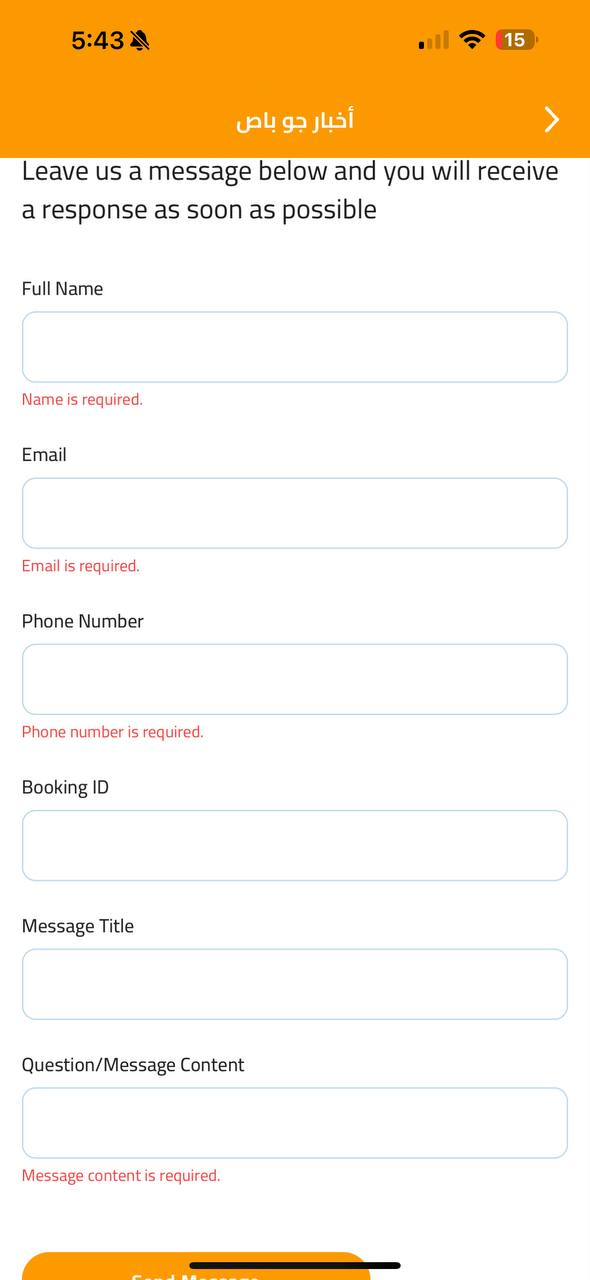 5:43
15
أخبار جو باص
Leave us a message below and you will receive
a response as soon as possible
Full Name
Name is required.
Email
Email is required.
Phone Number
Phone number is required.
Booking ID
Message Title
Question/Message Content
Message content is required.
Send Message